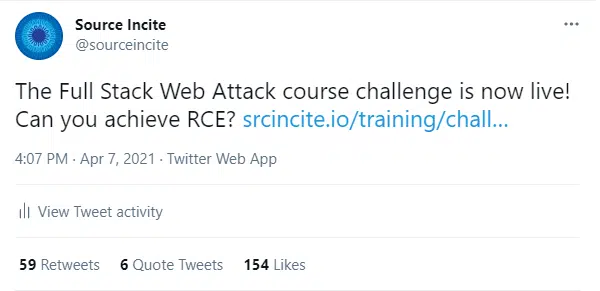 Source Incite
@sourceincite
The Full Stack Web Attack course challenge is now live!
Can you achieve RCE? srcincite.io/training/chall...
4:07 PM · Apr 7, 2021 · Twitter Web App
View Tweet activity
59 Retweets 6 Quote Tweets 154 Likes